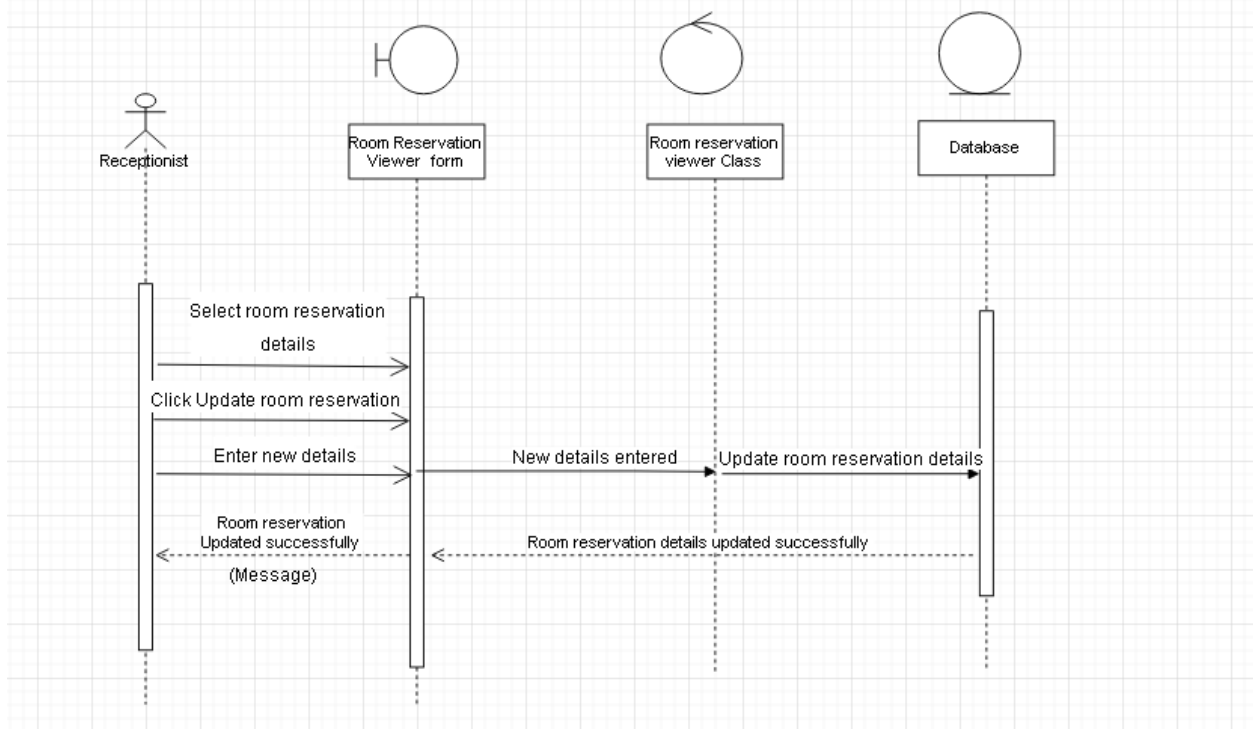 Receptionist
Room Reservation
Viewer form
Room reservation
viewer Class
Database
Select room reservation
details
Click Update room reservation
Enter new details
New details entered
Update room reservation details
Room reservation
Updated successfully
(Message)
Room reservation details updated successfully